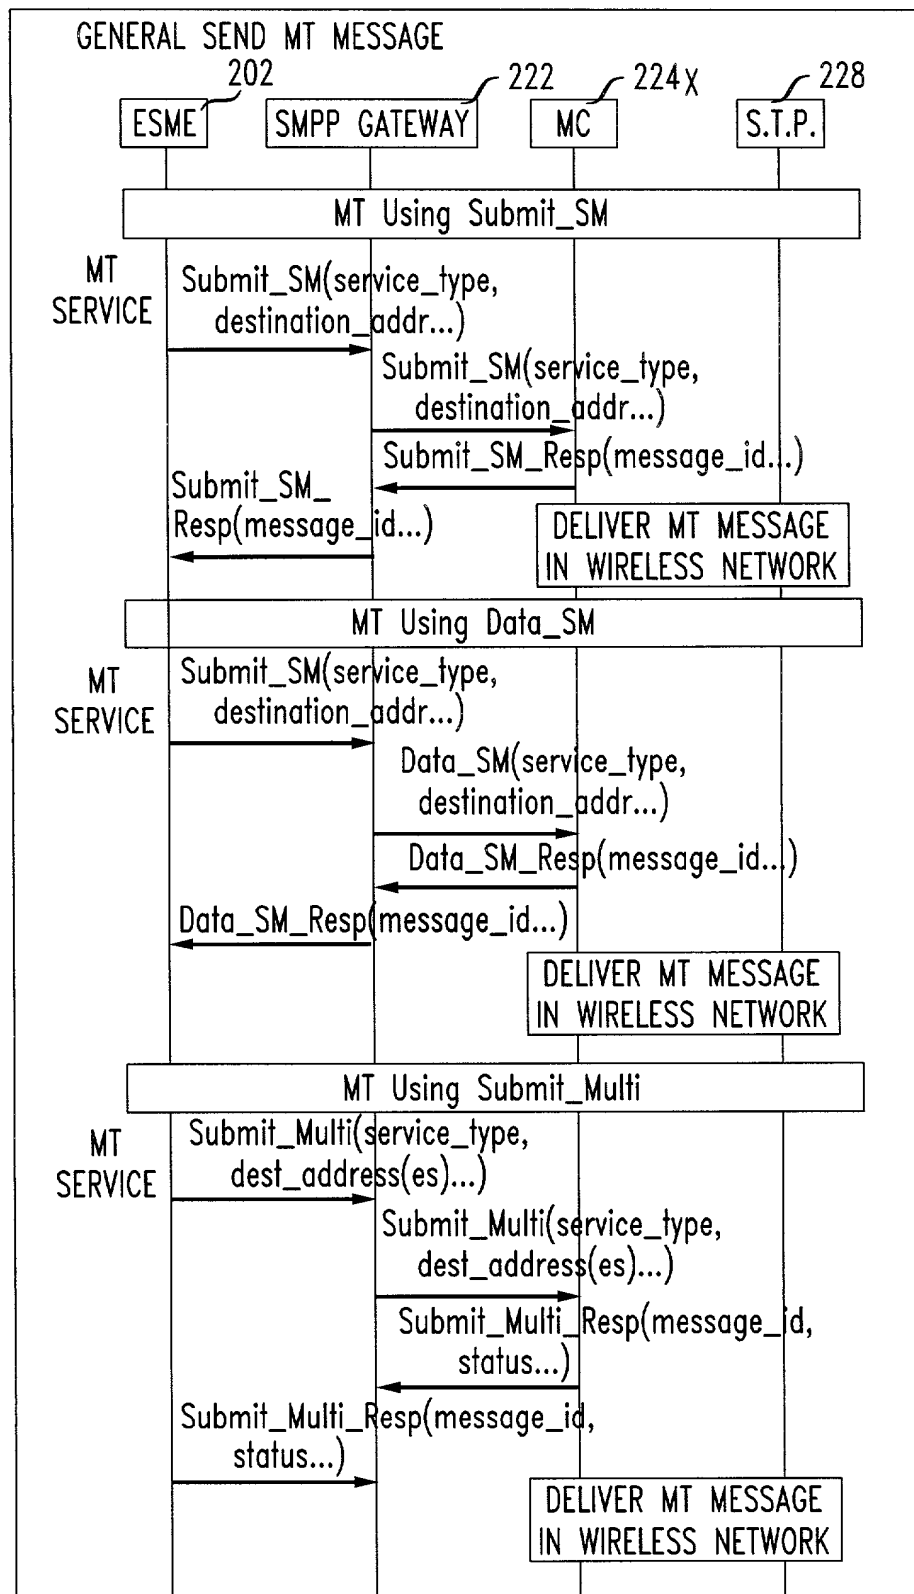 GENERAL SEND MT MESSAGE
202
222
224X
228
ESME
SMPP GATEWAY
MC
S.T.P.
MT Using Submit_SM
MT
SERVICE
Submit_SM(service_type,
destination_addr...)
Submit_SM(service_type,
destination_addr...)
Submit_SM_Resp(message_id...)
Submit_SM_
Resp(message_id...)
DELIVER MT MESSAGE
IN WIRELESS NETWORK
MT Using Data_SM
MT
SERVICE
Submit_SM(service_type,
destination_addr...)
Data_SM(service_type,
destination_addr...)
Data_SM_Resp(message_id...)
Data_SM_Resp(message_id...)
DELIVER MT MESSAGE
IN WIRELESS NETWORK
MT Using Submit_Multi
MT
SERVICE
Submit_Multi(service_type,
dest_address(es)...)
Submit_Multi(service_type,
dest_address(es)...)
Submit_Multi_Resp(message_id,
status...)
Submit_Multi_Resp(message_id,
status...)
DELIVER MT MESSAGE
IN WIRELESS NETWORK